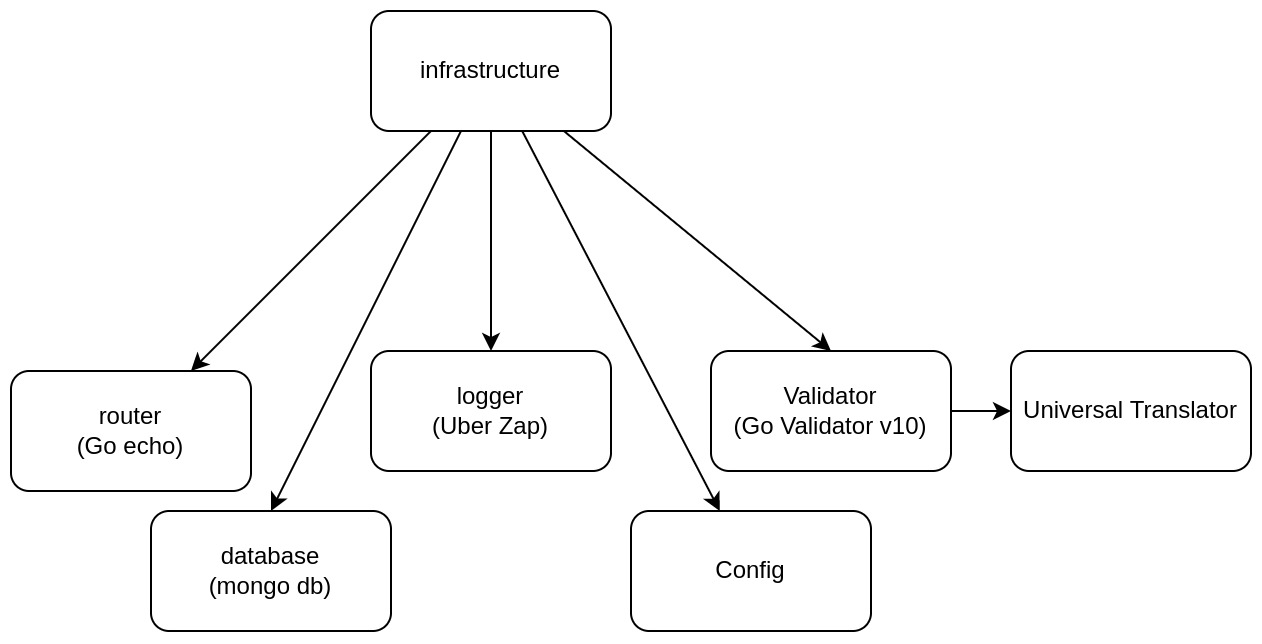 infrastructure
router
(Go echo)
logger
(Uber Zap)
Validator
(Go Validator v10)
Universal Translator
database
(mongo db)
Config